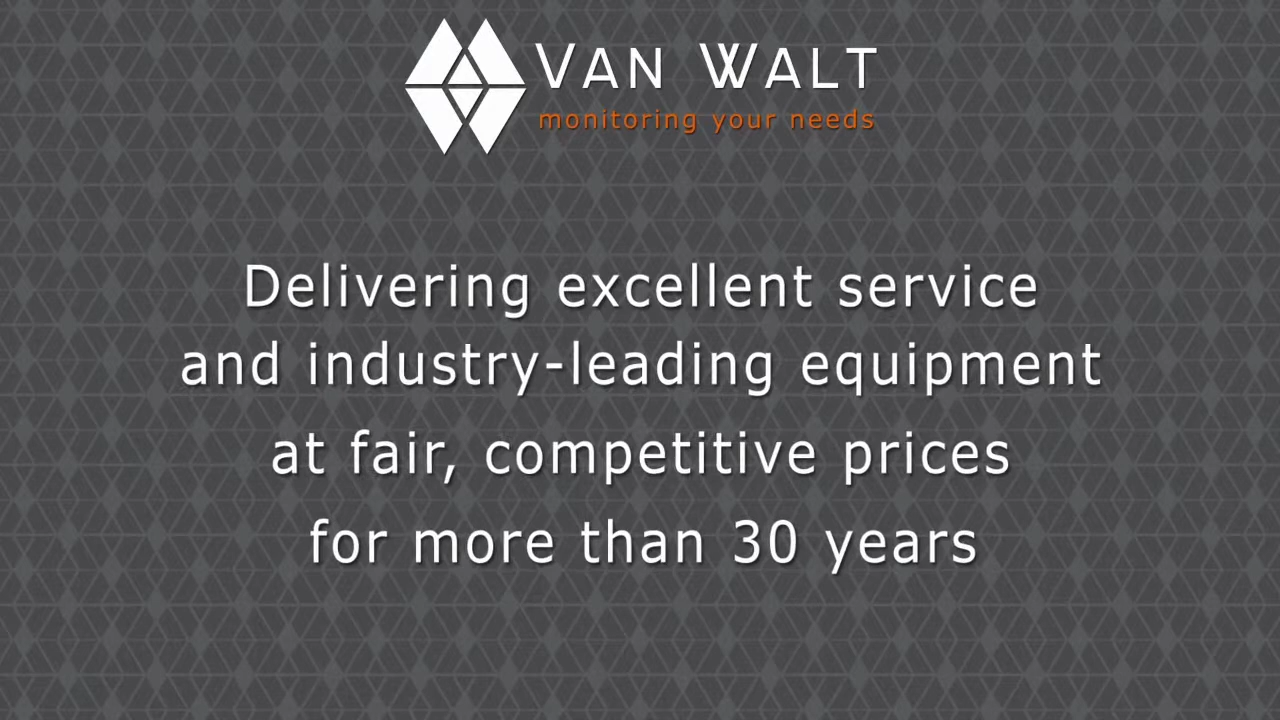 VAN WALT
monitoring your needs
Delivering excellent service
and industry-leading equipment
at fair, competitive prices
for more than 30 years